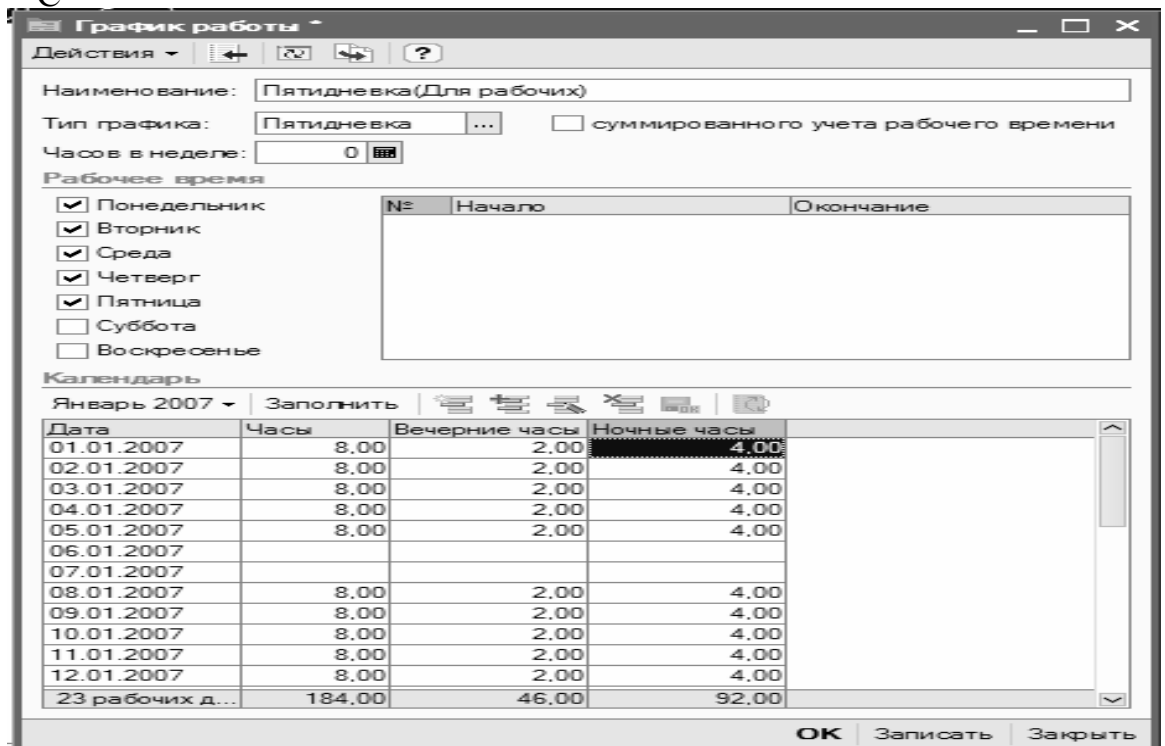 График работы *
Действия ?
Наименование: Пятидневка(Для рабочих)
Тип графика: Пятидневка ... суммированного учета рабочего времени
Часов в неделе: 0
Рабочее время
Понедельник
Вторник
Среда
Четверг
Пятница
Суббота
Воскресенье
№ Начало Окончание
Календарь
Январь 2007 Заполнить
Дата Часы Вечерние часы Ночные часы
01.01.2007 8,00 2,00 4,00
02.01.2007 8,00 2,00 4,00
03.01.2007 8,00 2,00 4,00
04.01.2007 8,00 2,00 4,00
05.01.2007 8,00 2,00 4,00
06.01.2007
07.01.2007
08.01.2007 8,00 2,00 4,00
09.01.2007 8,00 2,00 4,00
10.01.2007 8,00 2,00 4,00
11.01.2007 8,00 2,00 4,00
12.01.2007 8,00 2,00 4,00
23 рабочих д... 184,00 46,00 92,00
OK Записать Закрыть